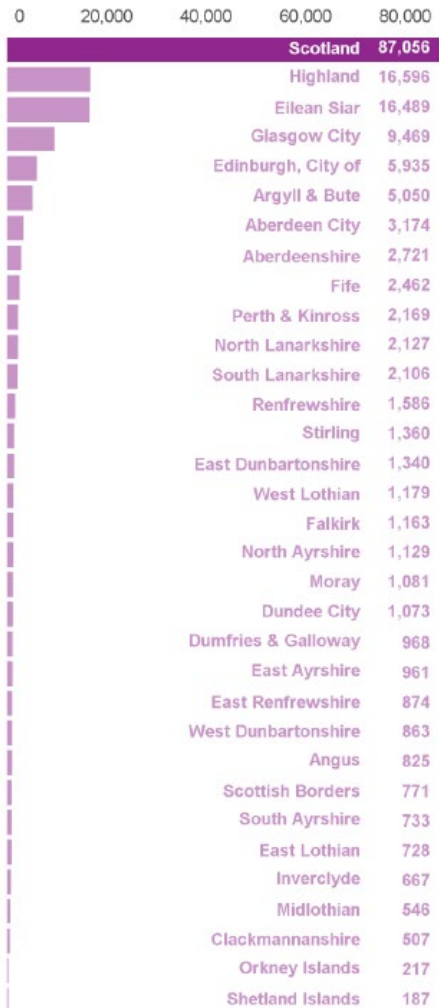 0 20,000 40,000 60,000 80,000
Scotland 87,056
Highland 16,596
Eilean Siar 16,489
Glasgow City 9,469
Edinburgh, City of 5,935
Argyll & Bute 5,050
Aberdeen City 3,174
Aberdeenshire 2,721
Fife 2,462
Perth & Kinross 2,169
North Lanarkshire 2,127
South Lanarkshire 2,106
Renfrewshire 1,586
Stirling 1,360
East Dunbartonshire 1,340
West Lothian 1,179
Falkirk 1,163
North Ayrshire 1,129
Moray 1,081
Dundee City 1,073
Dumfries & Galloway 968
East Ayrshire 961
East Renfrewshire 874
West Dunbartonshire 863
Angus 825
Scottish Borders 771
South Ayrshire 733
East Lothian 728
Inverclyde 667
Midlothian 546
Clackmannanshire 507
Orkney Islands 217
Shetland Islands 187